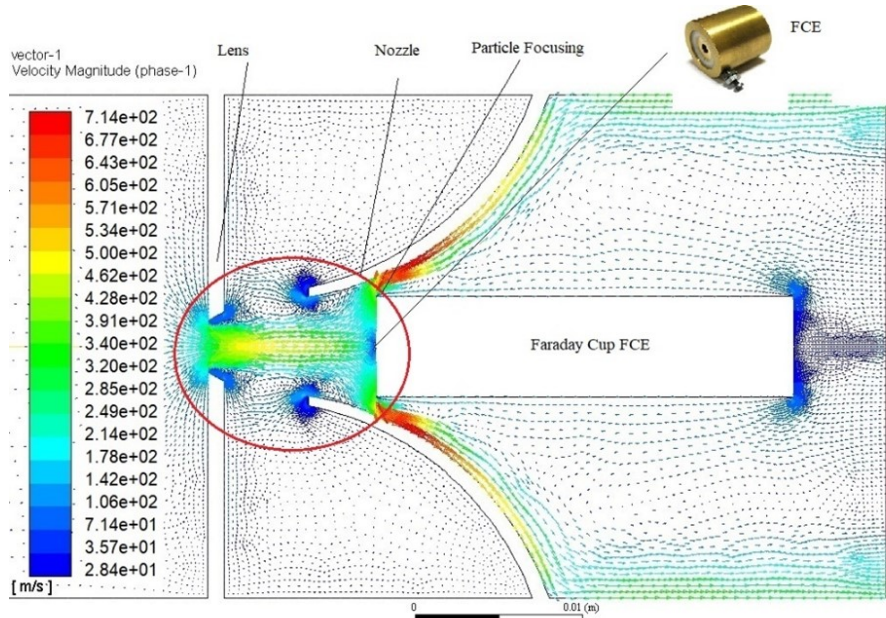 Lens
Nozzle
Particle Focusing
FCE
vector-1
Velocity Magnitude (phase-1)
7.14e+02
6.77e+02
6.43e+02
6.05e+02
5.71e+02
5.34e+02
5.00e+02
4.62e+02
4.28e+02
3.91e+02
3.40e+02
3.20e+02
2.85e+02
2.49e+02
2.14e+02
1.78e+02
1.42e+02
1.06e+02
7.14e+01
3.57e+01
2.84e+01
[ m/s ]
Faraday Cup FCE
0
0.01 (m)